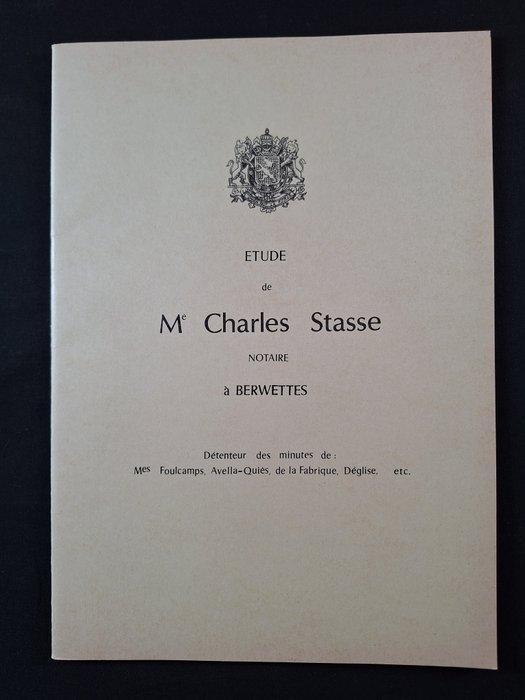 ETUDE
de
Me Charles Stasse
NOTAIRE
à BERWETTES
Détenteur des minutes de :
Mes Foulcamps, Avella-Quiès, de la Fabrique, Déglise, etc.